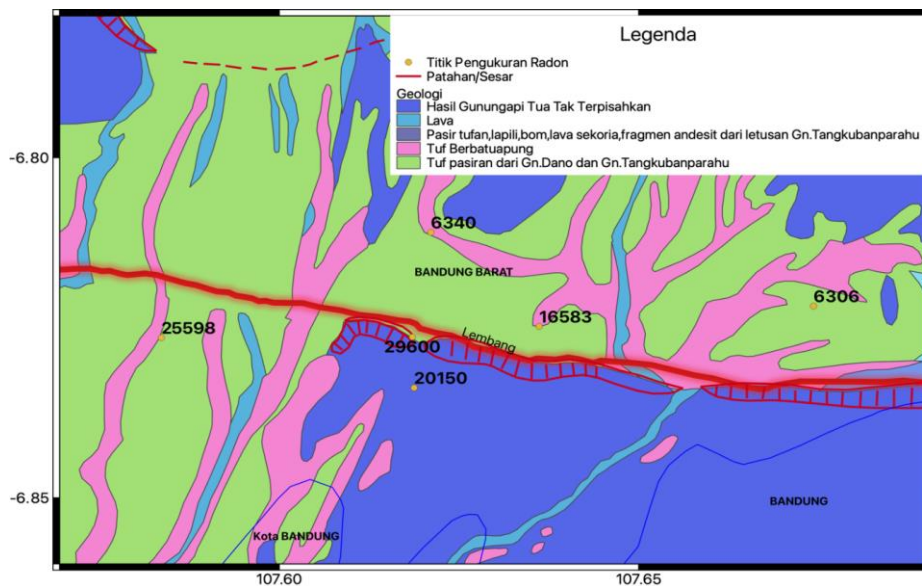 Legenda
Titik Pengukuran Radon
Patahan/Sesar
Geologi
Hasil Gunungapi Tua Tak Terpisahkan
Lava
Pasir tufan,lapili,bom,lava sekoria,fragmen andesit dari letusan Gn.Tangkubanparahu
Tuf Berbatuapung
Tuf pasiran dari Gn.Dano dan Gn.Tangkubanparahu
-6.80
6340
BANDUNG BARAT
6306
16583
25598
Lembang
29600
20150
-6.85
BANDUNG
Kota BANDUNG
107.60
107.65